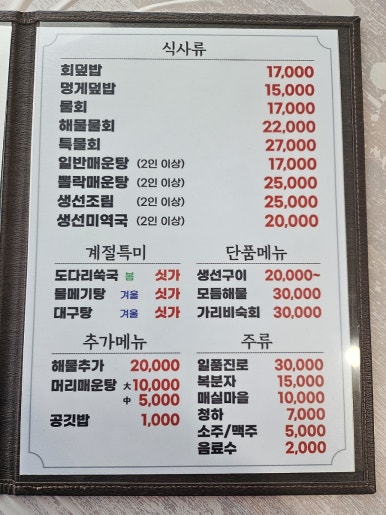 식사류
회덮밥 17,000
멍게덮밥 15,000
물회 17,000
해물물회 22,000
특물회 27,000
일반매운탕 (2인 이상) 17,000
뽈락매운탕 (2인 이상) 25,000
생선조림 (2인 이상) 25,000
생선미역국 (2인 이상) 20,000
계절특미
도다리쑥국 봄 싯가
물메기탕 겨울 싯가
대구탕 겨울 싯가
단품메뉴
생선구이 20,000~
모듬해물 30,000
가리비숙회 30,000
추가메뉴
해물추가 20,000
머리매운탕 大 10,000
中 5,000
공깃밥 1,000
주류
일품진로 30,000
복분자 15,000
매실마을 10,000
청하 7,000
소주/맥주 5,000
음료수 2,000